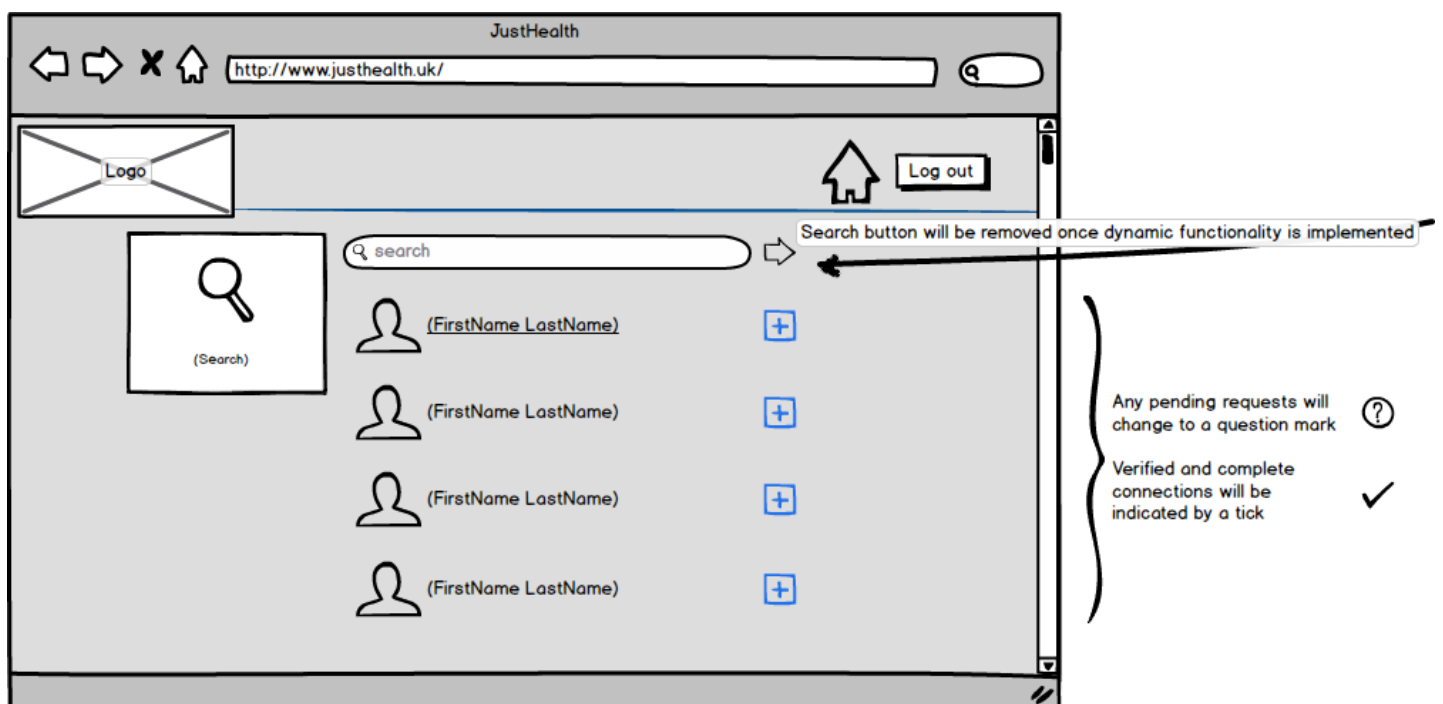 JustHealth
http://www.justhealth.uk/
Logo
Log out
Search button will be removed once dynamic functionality is implemented
search
(Search)
(FirstName LastName)
(FirstName LastName)
(FirstName LastName)
(FirstName LastName)
Any pending requests will
change to a question mark
?
Verified and complete
connections will be
indicated by a tick